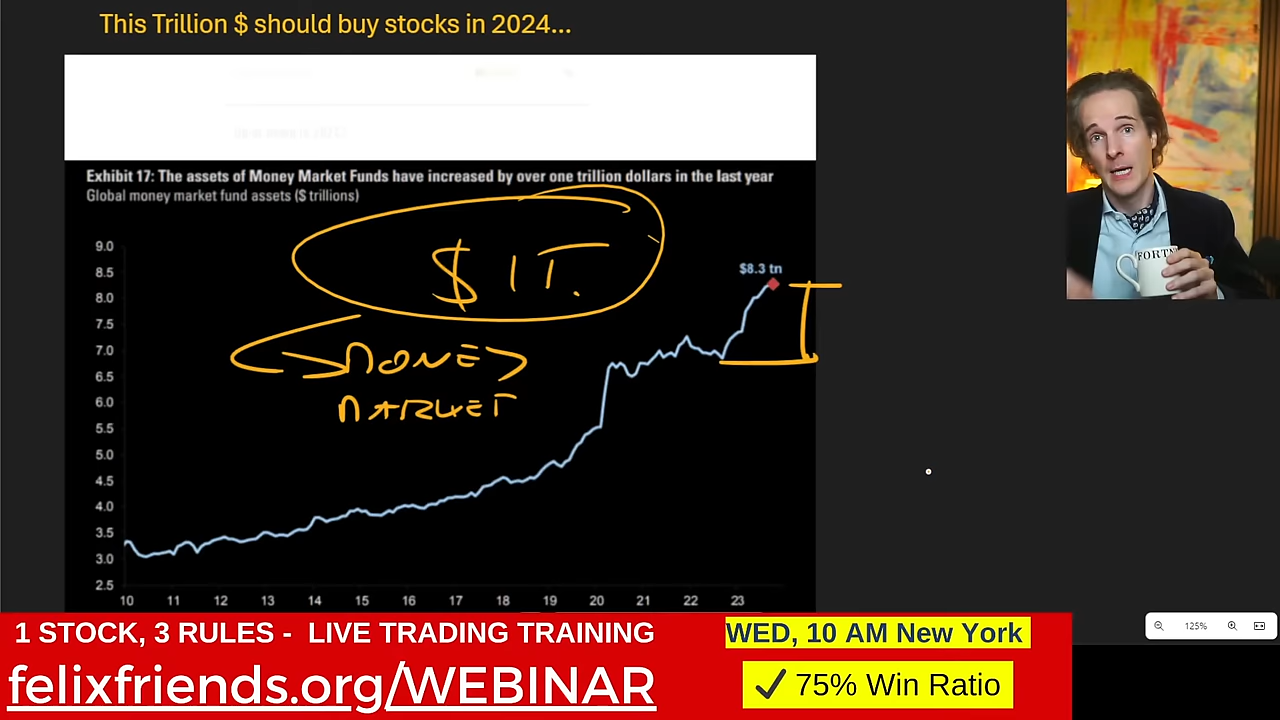 This Trillion $ should buy stocks in 2024...
Exhibit 17: The assets of Money Market Funds have increased by over one trillion dollars in the last year
Global money market fund assets ($ trillions)
9.0
8.5
8.0
7.5
7.0
6.5
6.0
5.5
5.0
4.5
4.0
3.5
3.0
2.5
$8.3 tn
$ 1T.
MONEY
MARKET
10 11 12 13 14 15 16 17 18 19 20 21 22 23
FORTN
125%
1 STOCK, 3 RULES - LIVE TRADING TRAINING
felixfriends.org/WEBINAR
WED, 10 AM New York
✓ 75% Win Ratio